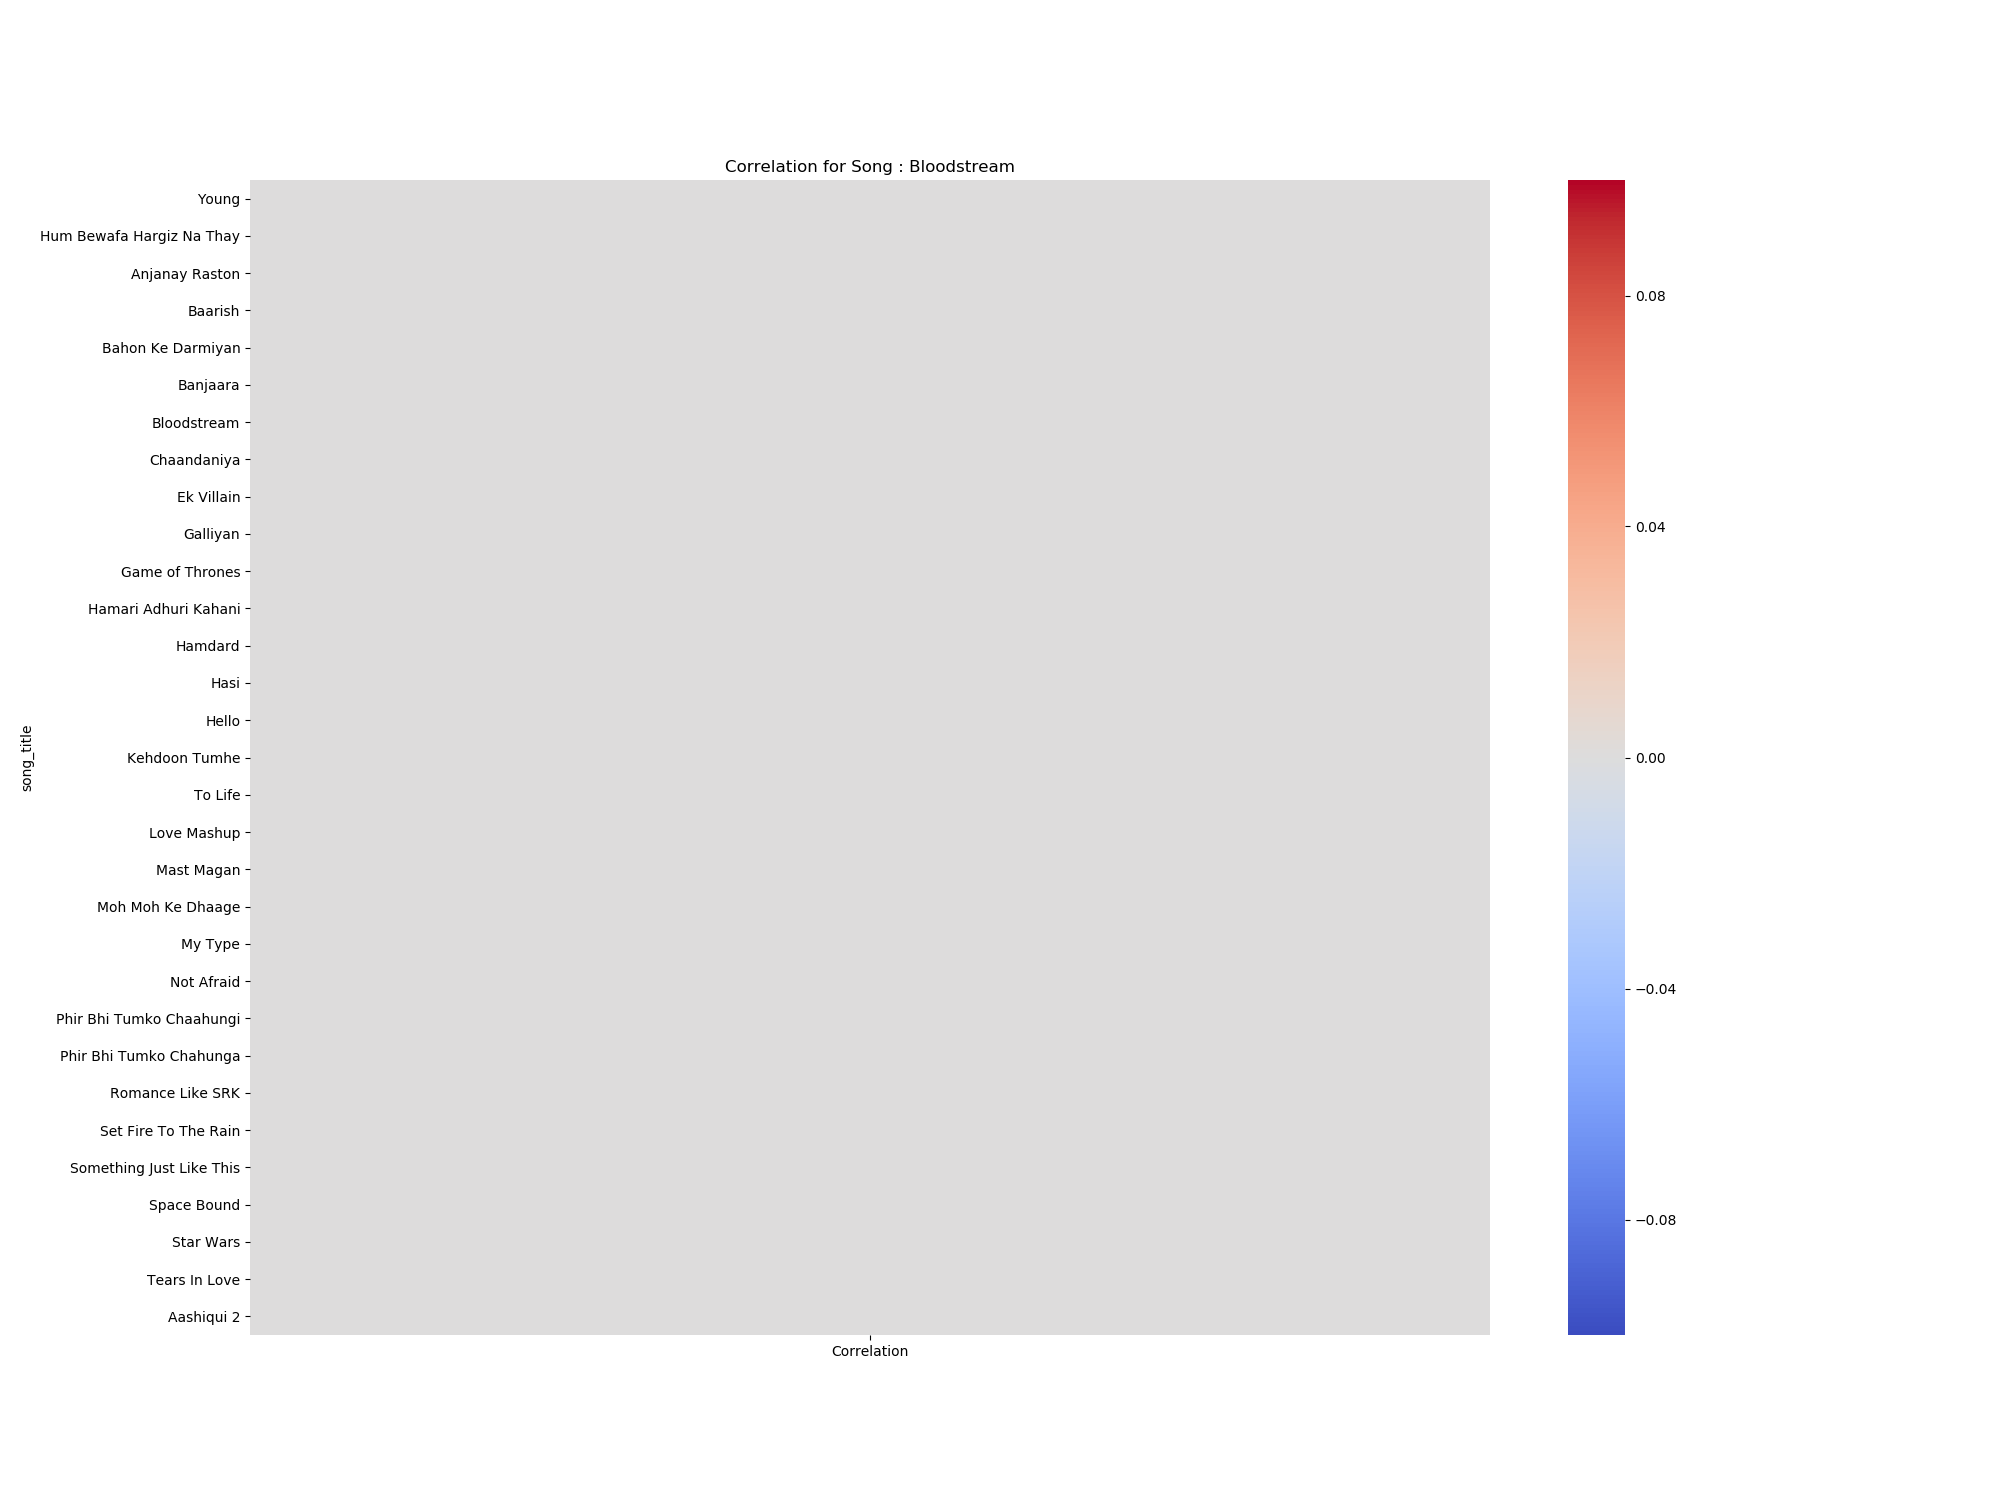 Correlation for Song : Bloodstream
Young
Hum Bewafa Hargiz Na Thay
Anjanay Raston
Baarish
Bahon Ke Darmiyan
Banjaara
Bloodstream
Chaandaniya
Ek Villain
Galliyan
Game of Thrones
Hamari Adhuri Kahani
Hamdard
Hasi
Hello
Kehdoon Tumhe
To Life
Love Mashup
Mast Magan
Moh Moh Ke Dhaage
My Type
Not Afraid
Phir Bhi Tumko Chaahungi
Phir Bhi Tumko Chahunga
Romance Like SRK
Set Fire To The Rain
Something Just Like This
Space Bound
Star Wars
Tears In Love
Aashiqui 2
song_title
Correlation
0.08
0.04
0.00
−0.04
−0.08